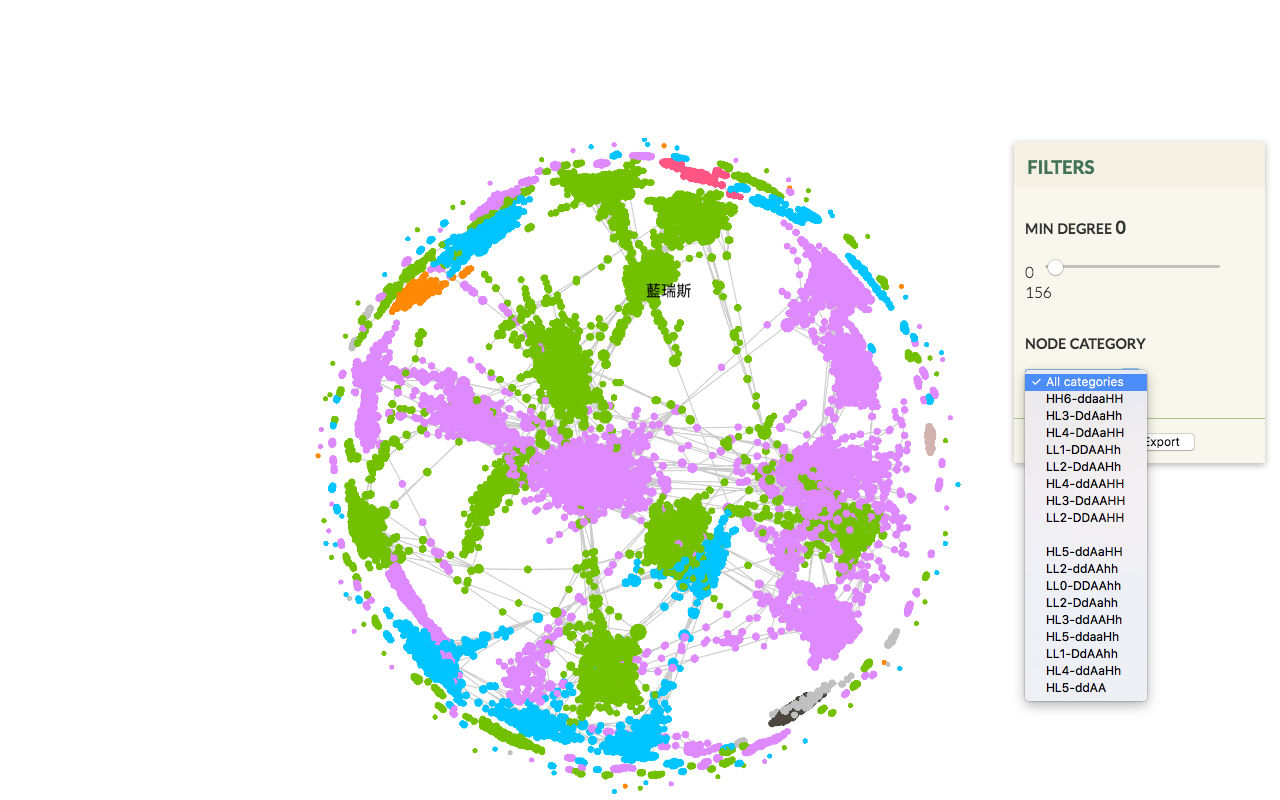 藍瑞斯
FILTERS
MIN DEGREE 0
0
156
NODE CATEGORY
✓ All categories
HH6-ddaaHH
HL3-DdAaHh
HL4-DdAaHH
LL1-DDAAHh
LL2-DdAAHh
HL4-ddAAHH
HL3-DdAAHH
LL2-DDAAHH
HL5-ddAaHH
LL2-ddAAhh
LL0-DDAAhh
LL2-DdAahh
HL3-ddAAHh
HL5-ddaaHh
LL1-DdAAhh
HL4-ddAaHh
HL5-ddAA
Export